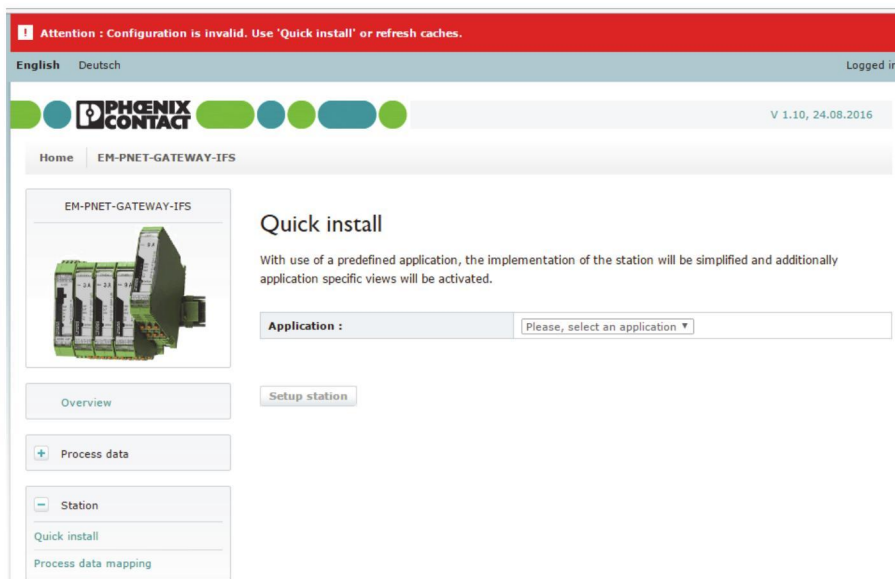 ! Attention : Configuration is invalid. Use 'Quick install' or refresh caches.
English Deutsch Logged in
PHŒNIX
CONTACT
V 1.10, 24.08.2016
Home EM-PNET-GATEWAY-IFS
EM-PNET-GATEWAY-IFS
Overview
+ Process data
− Station
Quick install
Process data mapping
Quick install
With use of a predefined application, the implementation of the station will be simplified and additionally
application specific views will be activated.
Application : Please, select an application ▼
Setup station